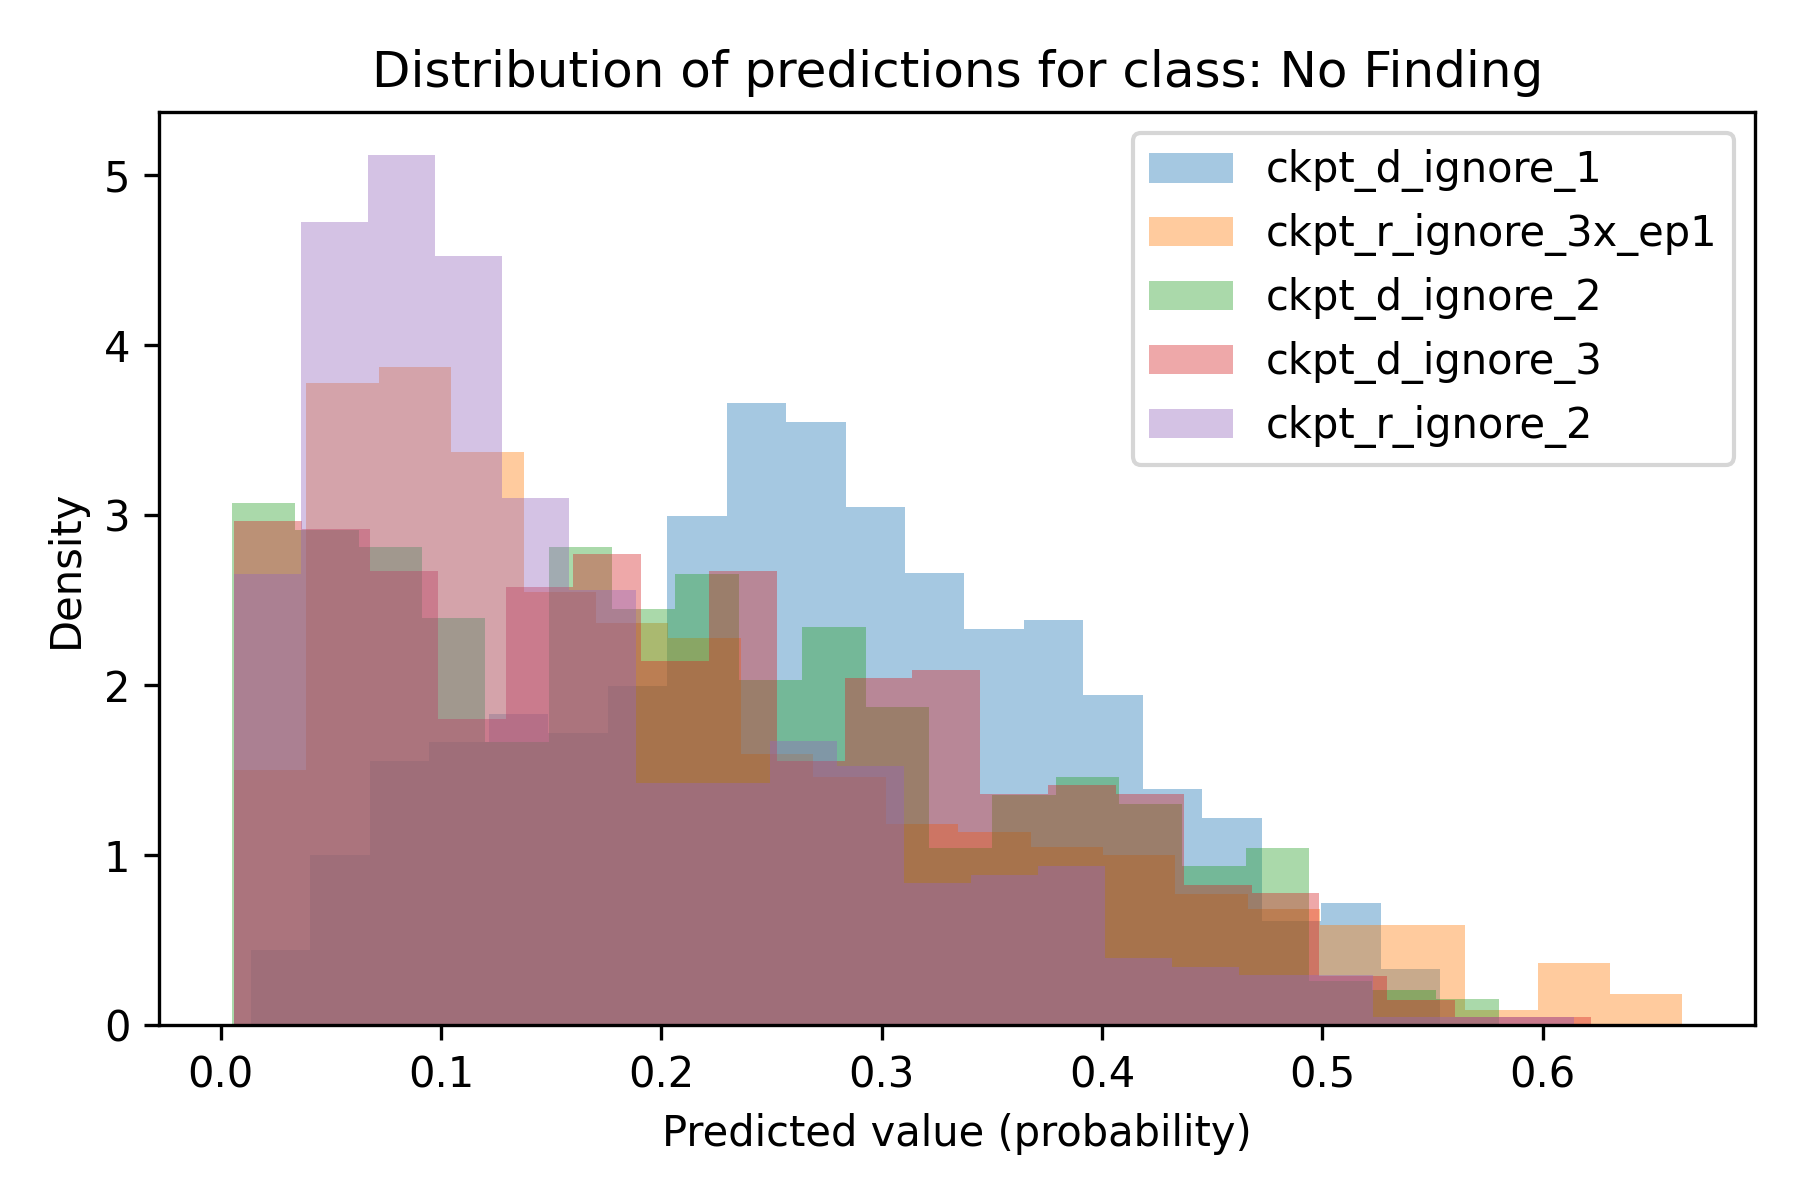 Distribution of predictions for class: No Finding
ckpt_d_ignore_1
ckpt_r_ignore_3x_ep1
ckpt_d_ignore_2
ckpt_d_ignore_3
ckpt_r_ignore_2
5
4
3
2
1
0
Density
0.0 0.1 0.2 0.3 0.4 0.5 0.6
Predicted value (probability)